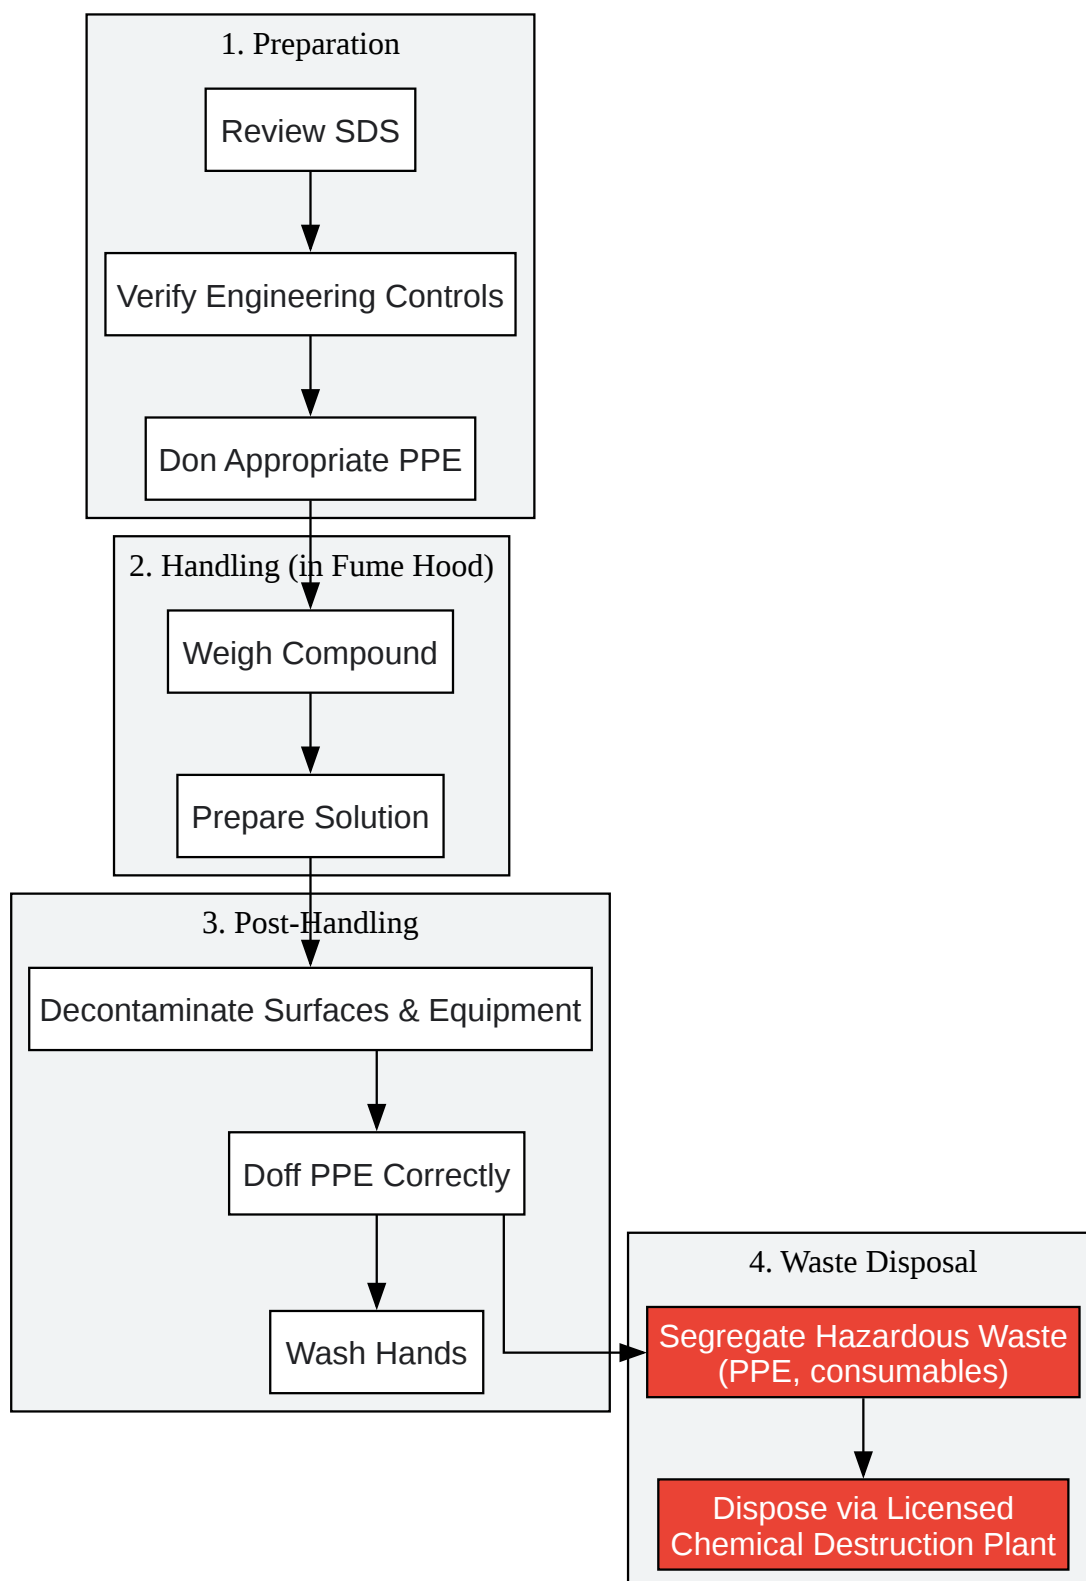 1. Preparation
Review SDS
Verify Engineering Controls
Don Appropriate PPE
2. Handling (in Fume Hood)
Weigh Compound
Prepare Solution
3. Post-Handling
Decontaminate Surfaces & Equipment
Doff PPE Correctly
Wash Hands
4. Waste Disposal
Segregate Hazardous Waste
(PPE, consumables)
Dispose via Licensed
Chemical Destruction Plant